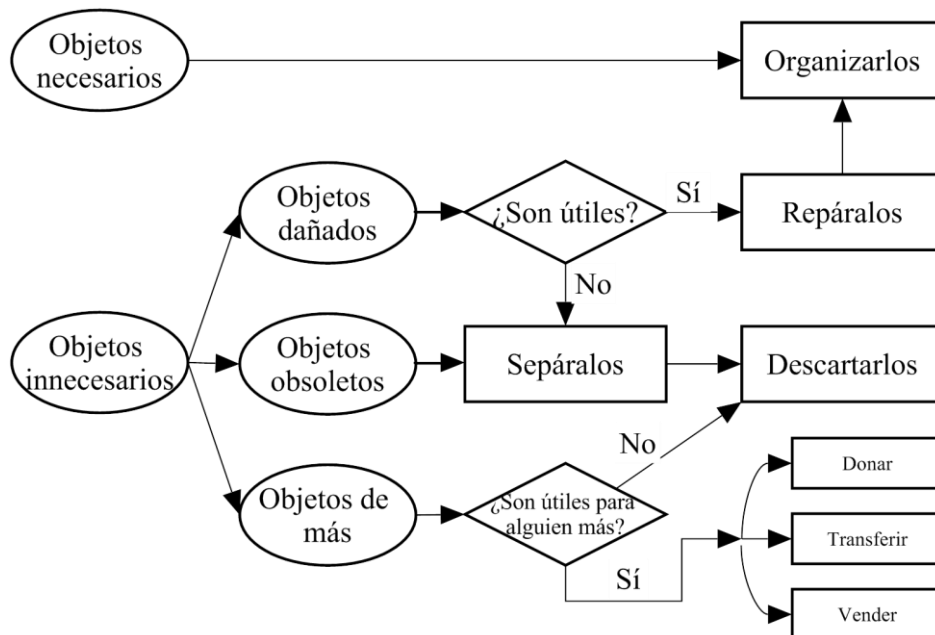 Objetos
necesarios
Organizarlos
Objetos
dañados
¿Son útiles?
Sí
Repáralos
No
Objetos
innecesarios
Objetos
obsoletos
Sepáralos
Descartarlos
No
Objetos de
más
¿Son útiles para
alguien más?
Sí
Donar
Transferir
Vender